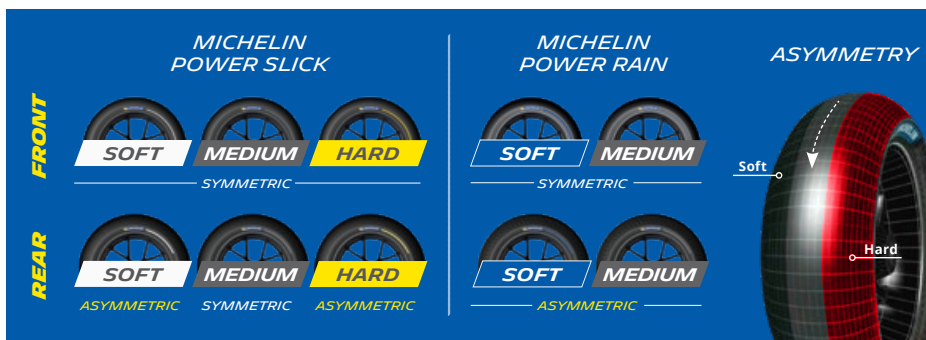 MICHELIN
POWER SLICK
MICHELIN
POWER RAIN
ASYMMETRY
FRONT
SOFT
MEDIUM
HARD
SYMMETRIC
SOFT
MEDIUM
SYMMETRIC
REAR
SOFT
MEDIUM
HARD
ASYMMETRIC
SYMMETRIC
ASYMMETRIC
SOFT
MEDIUM
ASYMMETRIC
Soft
Hard